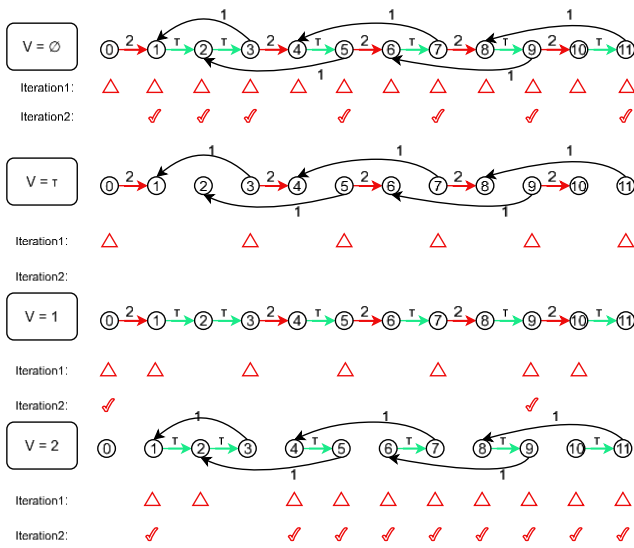 1 1 1
V = ∅ 0 2 1 T 2 T 3 2 4 T 5 2 6 T 7 2 8 T 9 2 10 T 11
1 1
Iteration1:
Iteration2:
1 1 1
V = τ 0 2 1 2 3 2 4 5 2 6 7 2 8 9 2 10 11
1 1
Iteration1:
Iteration2:
V = 1 0 2 1 T 2 T 3 2 4 T 5 2 6 T 7 2 8 T 9 2 10 T 11
Iteration1:
Iteration2:
1 1 1
V = 2 0 1 T 2 T 3 4 T 5 6 T 7 8 T 9 10 T 11
1 1
Iteration1:
Iteration2: